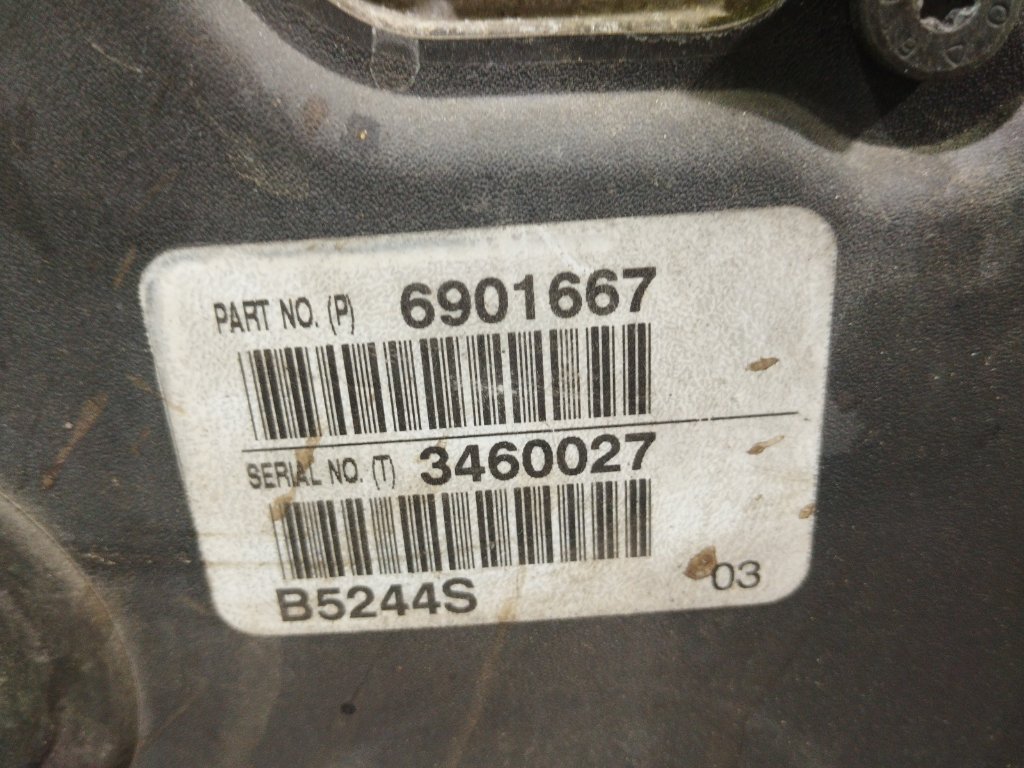 PART NO. (P) 6901667
SERIAL NO. (T) 3460027
B5244S
03